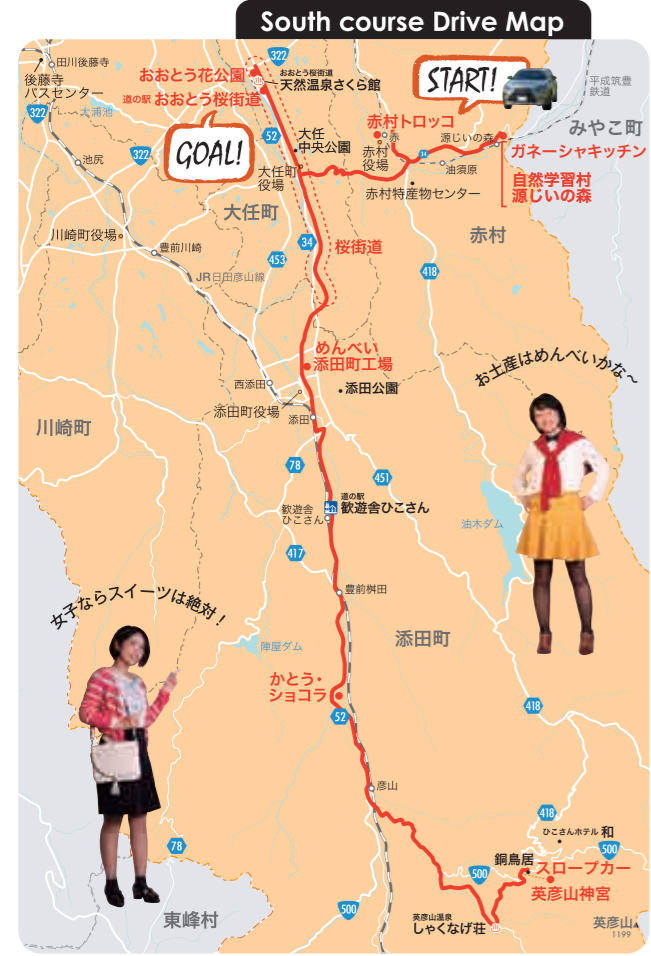 South course Drive Map
322
田川後藤寺
後藤寺
バスセンター
322
大浦池
322
池尻
おおとう花公園
おおとう桜街道
天然温泉さくら館
道の駅 おおとう桜街道
GOAL!
52
大任
中央公園
大任町
役場
START!
平成筑豊
鉄道
みやこ町
赤村トロッコ
赤
赤村
役場
源じいの森
ガネーシャキッチン
34
油須原
自然学習村
源じいの森
赤村特産物センター
大任町
赤村
川崎町役場
豊前川崎
34
桜街道
453
418
JR日田彦山線
めんべい
添田町工場
お土産はめんべいかな~
西添田
添田公園
添田町役場
添田
川崎町
78
451
道の駅
歓遊舎ひこさん
歓遊舎
ひこさん
油木ダム
417
豊前桝田
女子ならスイーツは絶対!
添田町
陣屋ダム
かとう・
ショコラ
52
418
彦山
418
ひこさんホテル 和
500
78
銅鳥居
スロープカー
500
英彦山神宮
500
英彦山温泉
しゃくなげ荘
東峰村
英彦山
1199